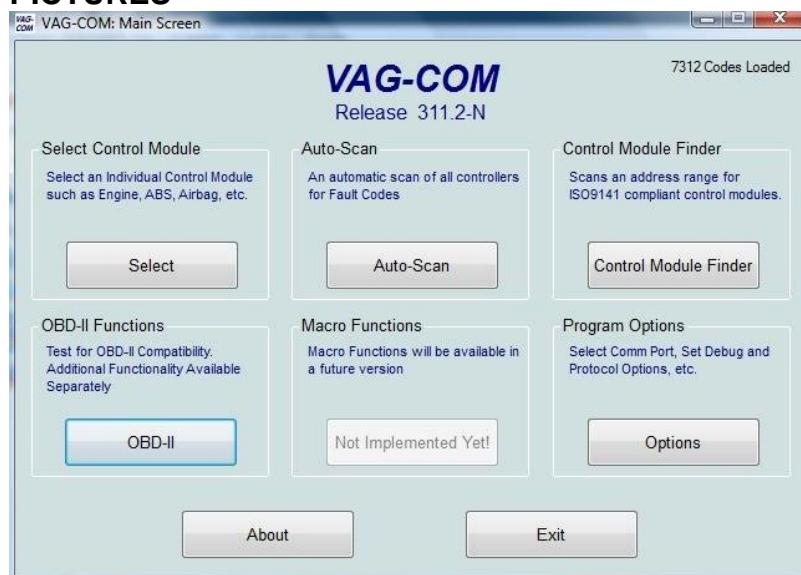 PICTURES
VAG-COM VAG-COM: Main Screen
VAG-COM
Release 311.2-N
7312 Codes Loaded
Select Control Module
Select an Individual Control Module
such as Engine, ABS, Airbag, etc.
Select
Auto-Scan
An automatic scan of all controllers
for Fault Codes
Auto-Scan
Control Module Finder
Scans an address range for
ISO9141 compliant control modules.
Control Module Finder
OBD-II Functions
Test for OBD-II Compatibility.
Additional Functionality Available
Separately
OBD-II
Macro Functions
Macro Functions will be available in
a future version
Not Implemented Yet!
Program Options
Select Comm Port, Set Debug and
Protocol Options, etc.
Options
About
Exit